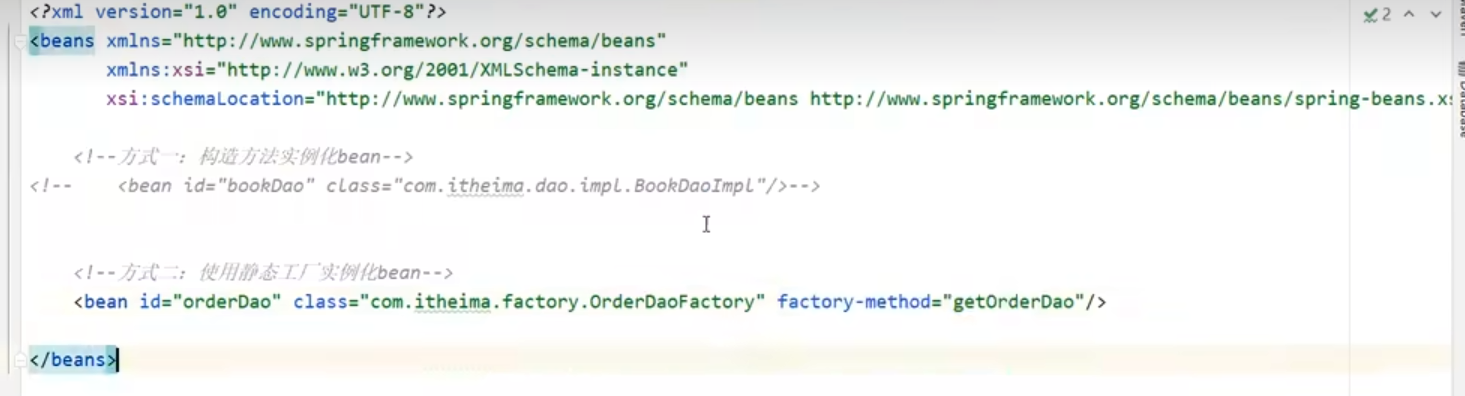 <?xml version="1.0" encoding="UTF-8"?>
2
<beans xmlns="http://www.springframework.org/schema/beans"
xmlns:xsi="http://www.w3.org/2001/XMLSchema-instance"
xsi:schemaLocation="http://www.springframework.org/schema/beans http://www.springframework.org/schema/beans/spring-beans.xs
<!--方式一：构造方法实例化bean-->
<!--    <bean id="bookDao" class="com.itheima.dao.impl.BookDaoImpl"/>-->
<!--方式二：使用静态工厂实例化bean-->
<bean id="orderDao" class="com.itheima.factory.OrderDaoFactory" factory-method="getOrderDao"/>
</beans>